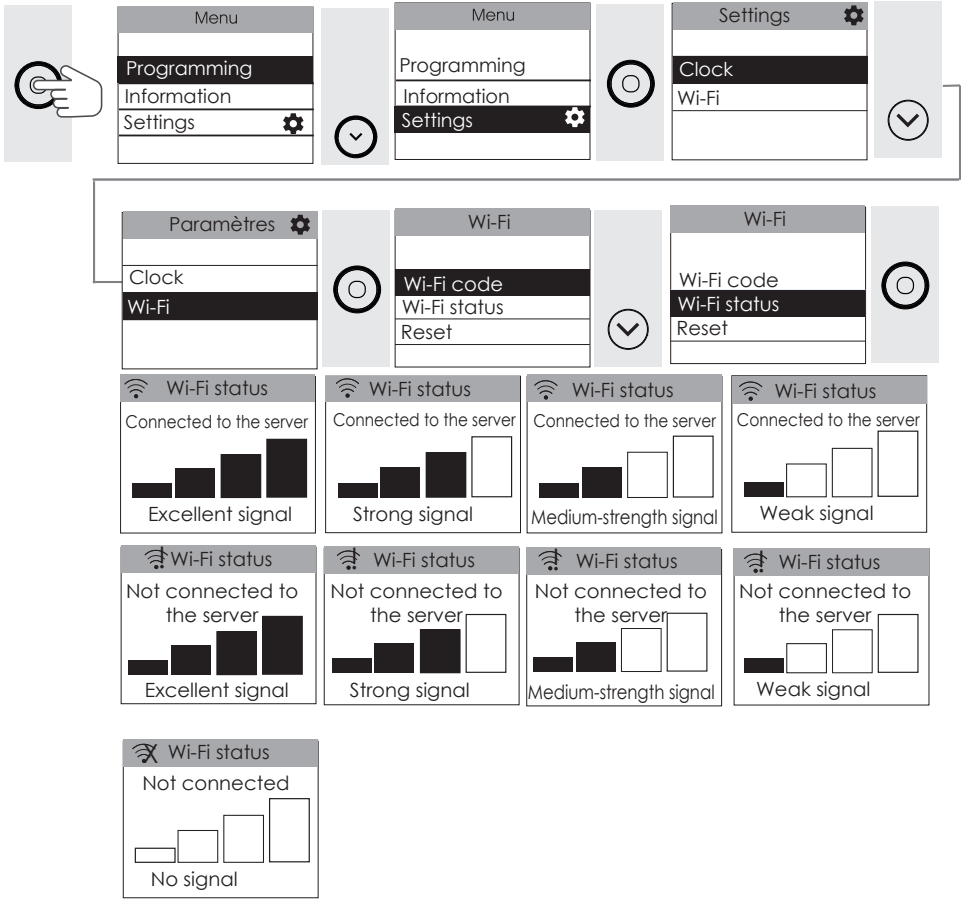 Menu
Programming
Information
Settings
Menu
Programming
Information
Settings
Settings
Clock
Wi-Fi
Paramètres
Clock
Wi-Fi
Wi-Fi
Wi-Fi code
Wi-Fi status
Reset
Wi-Fi
Wi-Fi code
Wi-Fi status
Reset
Wi-Fi status
Connected to the server
Excellent signal
Wi-Fi status
Connected to the server
Strong signal
Wi-Fi status
Connected to the server
Medium-strength signal
Wi-Fi status
Connected to the server
Weak signal
Wi-Fi status
Not connected to
the server
Excellent signal
Wi-Fi status
Not connected to
the server
Strong signal
Wi-Fi status
Not connected to
the server
Medium-strength signal
Wi-Fi status
Not connected to
the server
Weak signal
Wi-Fi status
Not connected
No signal